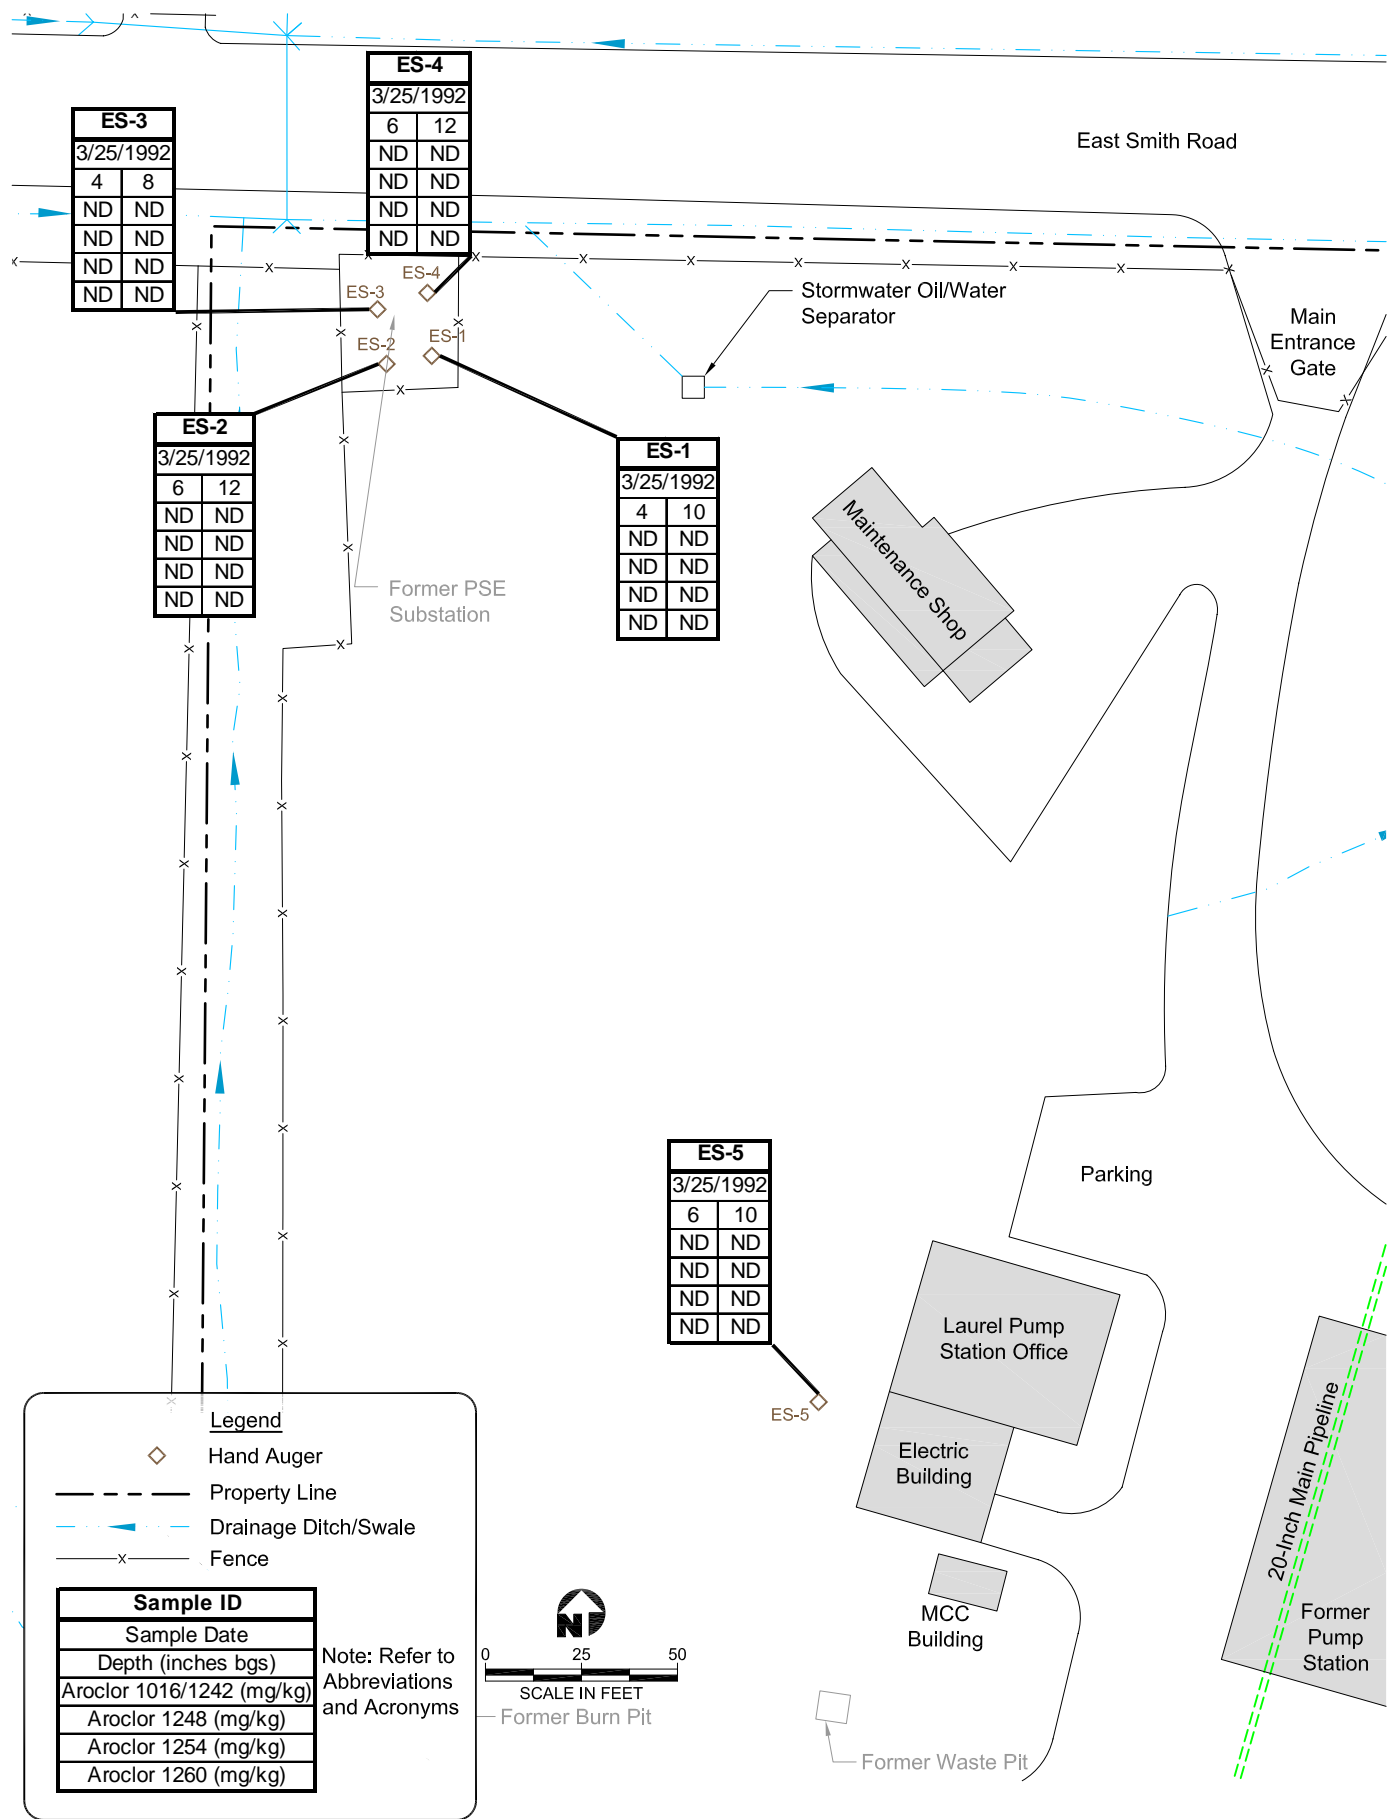 ES-4
3/25/1992
6 12
ND ND
ND ND
ND ND
ND ND
ES-3
3/25/1992
4 8
ND ND
ND ND
ND ND
ND ND
East Smith Road
ES-4
ES-3
ES-2
ES-1
Stormwater Oil/Water
Separator
Main
Entrance
Gate
ES-2
3/25/1992
6 12
ND ND
ND ND
ND ND
ND ND
ES-1
3/25/1992
4 10
ND ND
ND ND
ND ND
ND ND
Former PSE
Substation
Maintenance Shop
ES-5
3/25/1992
6 10
ND ND
ND ND
ND ND
ND ND
ES-5
Parking
Laurel Pump
Station Office
Electric
Building
MCC
Building
20-Inch Main Pipeline
Former
Pump
Station
Legend
Hand Auger
Property Line
Drainage Ditch/Swale
Fence
Sample ID
Sample Date
Depth (inches bgs)
Aroclor 1016/1242 (mg/kg)
Aroclor 1248 (mg/kg)
Aroclor 1254 (mg/kg)
Aroclor 1260 (mg/kg)
Note: Refer to
Abbreviations
and Acronyms
N
0 25 50
SCALE IN FEET
Former Burn Pit
Former Waste Pit